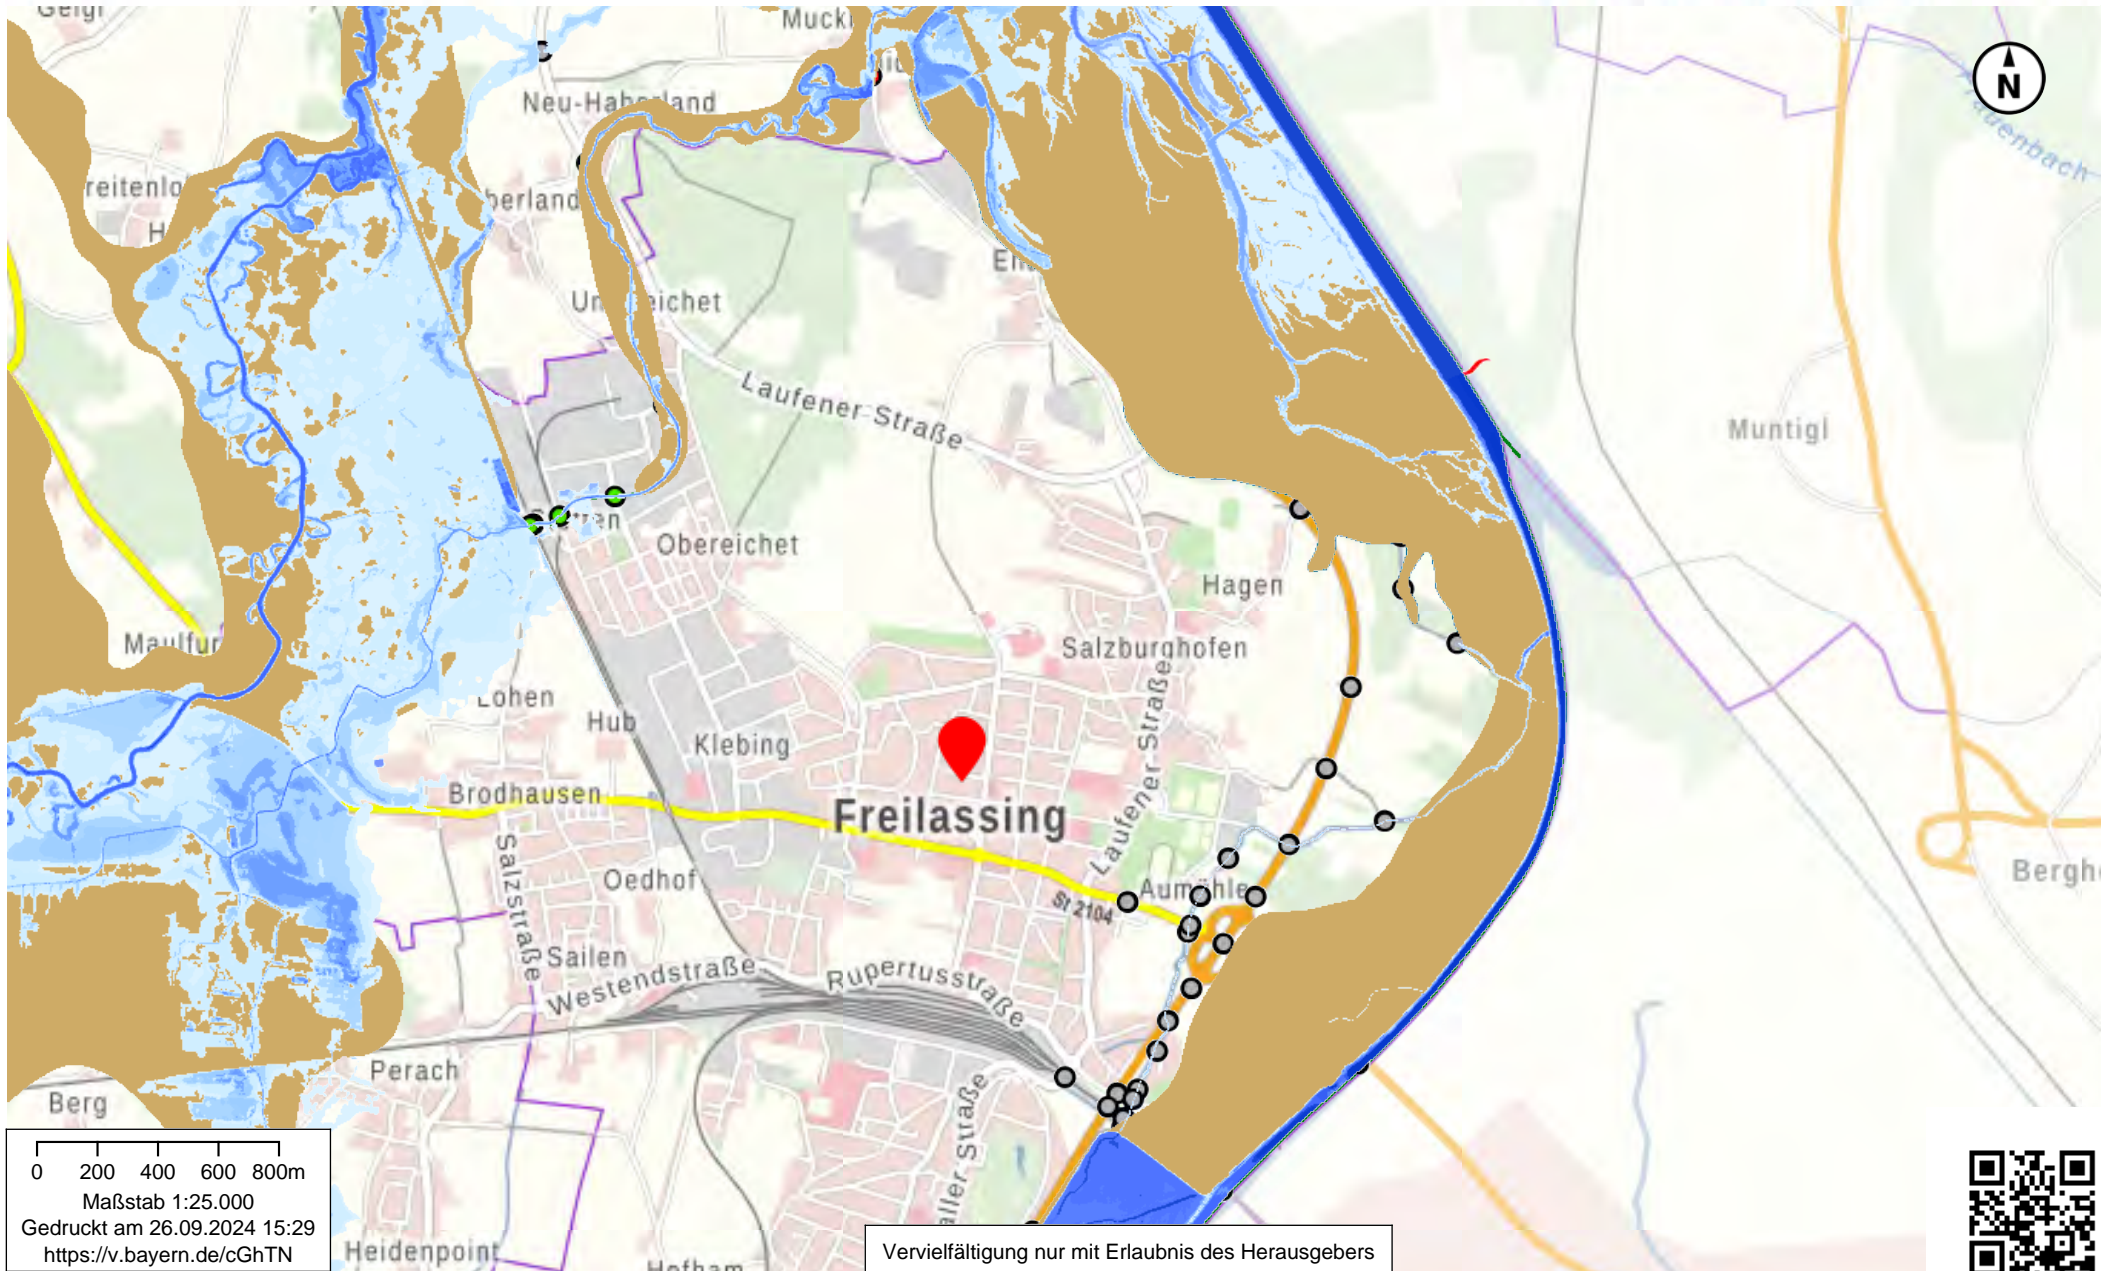 Neu-Haberland
Laufener-Straße
Muntigl
Obereichet
Hagen
Salzburghofen
Lohen
Hub
Klebing
Laufener-Straße
Brodhausen
Freilassing
Salzstraße
Oedhof
St 2104
Aumühle
Sailen
Westendstraße
Rupertusstraße
Perach
Berg
N
0 200 400 600 800m
Maßstab 1:25.000
Gedruckt am 26.09.2024 15:29
https://v.bayern.de/cGhTN
Heidenpoint
Vervielfältigung nur mit Erlaubnis des Herausgebers